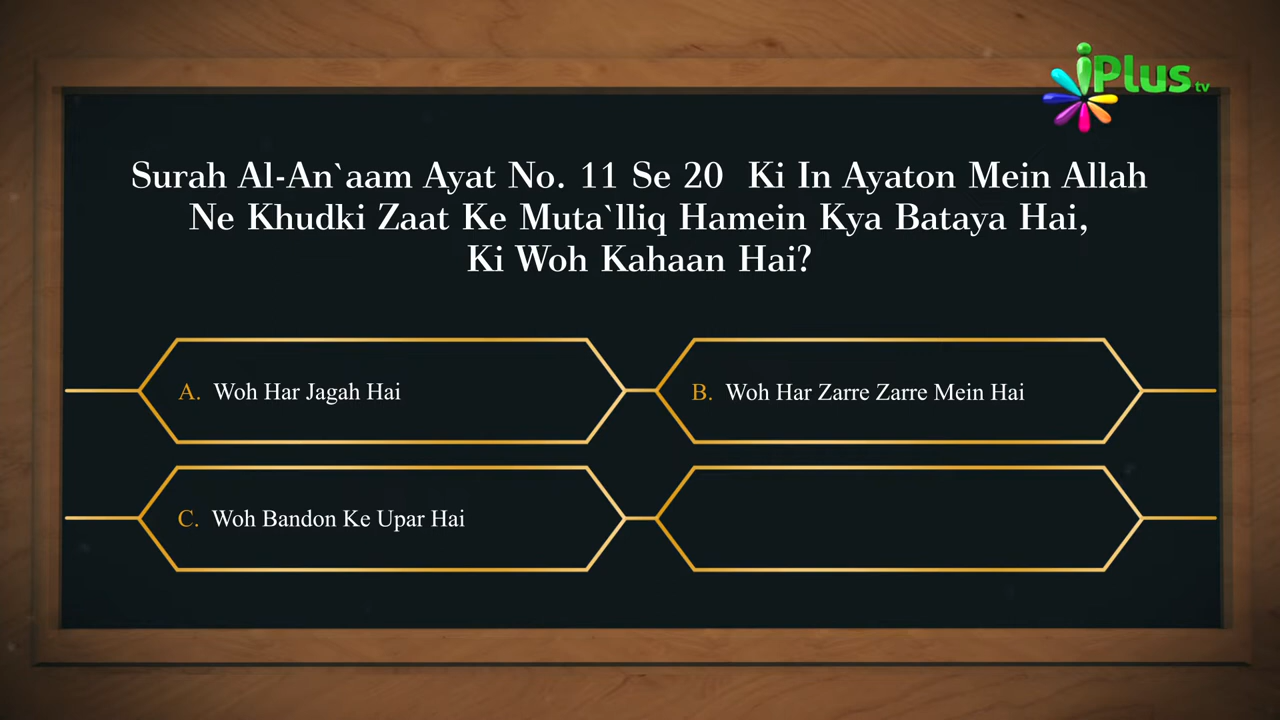 iPlus tv
Surah Al-An`aam Ayat No. 11 Se 20 Ki In Ayaton Mein Allah
Ne Khudki Zaat Ke Muta`lliq Hamein Kya Bataya Hai,
Ki Woh Kahaan Hai?
A. Woh Har Jagah Hai
B. Woh Har Zarre Zarre Mein Hai
C. Woh Bandon Ke Upar Hai